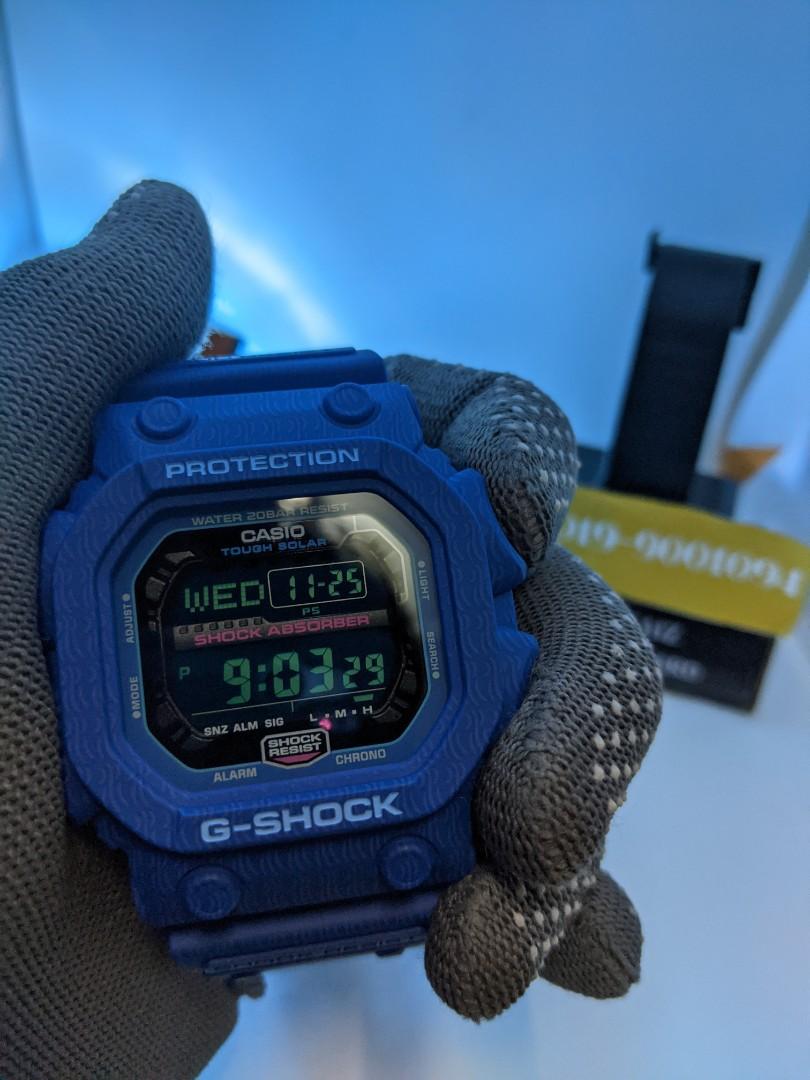 PROTECTION
WATER 20BAR RESIST
CASIO
TOUGH SOLAR
LIGHT
WED 11-25
PS
ADJUST
SHOCK ABSORBER
SEARCH
P 9:03 29
MODE
SNZ ALM SIG L M H
SHOCK
RESIST
ALARM CHRONO
G-SHOCK